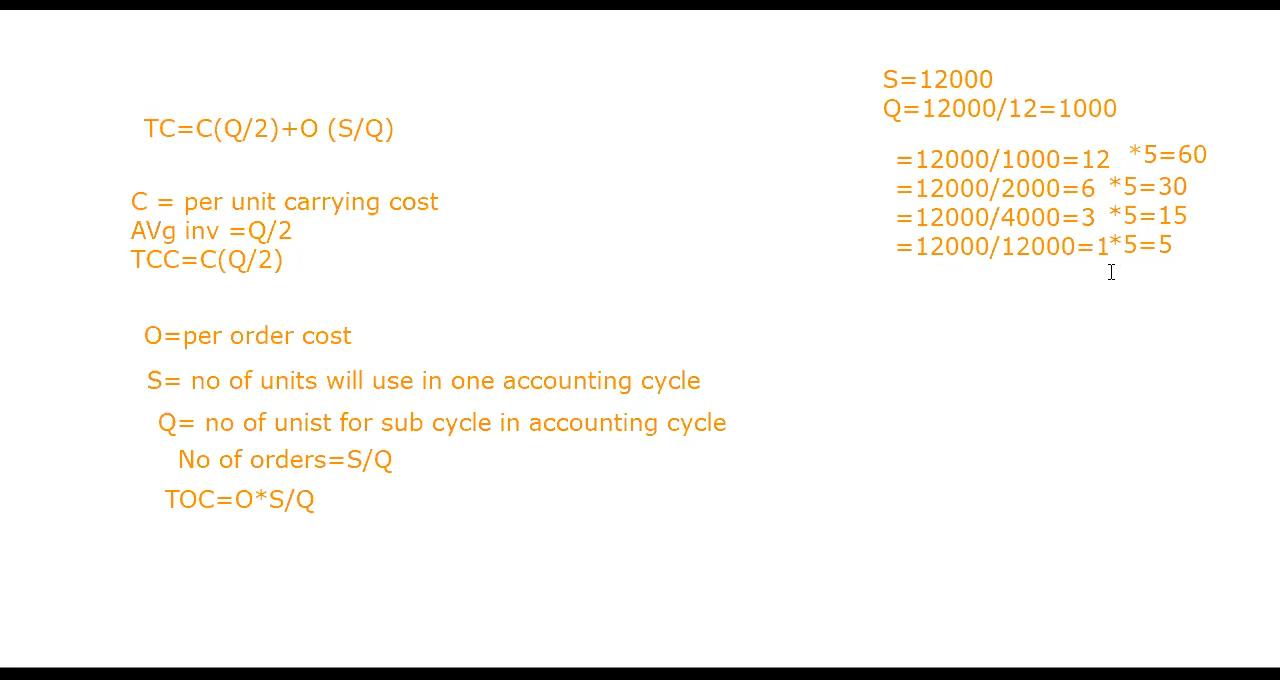 TC=C(Q/2)+O (S/Q)
C = per unit carrying cost
AVg inv =Q/2
TCC=C(Q/2)
O=per order cost
S= no of units will use in one accounting cycle
Q= no of unist for sub cycle in accounting cycle
No of orders=S/Q
TOC=O*S/Q
S=12000
Q=12000/12=1000
=12000/1000=12 *5=60
=12000/2000=6 *5=30
=12000/4000=3 *5=15
=12000/12000=1*5=5